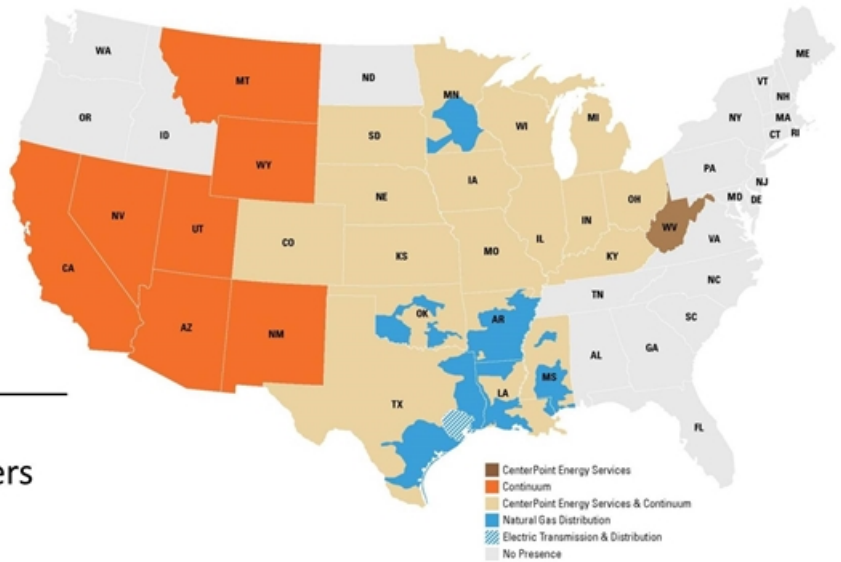 WA
MT
ND
MN
ME
VT
NH
OR
ID
SD
WI
MI
NY
MA
CT
RI
WY
PA
NJ
IA
NE
OH
MD
DE
NV
UT
CO
IL
IN
WV
VA
CA
KS
MO
KY
NC
TN
AZ
NM
OK
AR
SC
AL
GA
TX
LA
MS
FL
ers
CenterPoint Energy Services
Continuum
CenterPoint Energy Services & Continuum
Natural Gas Distribution
Electric Transmission & Distribution
No Presence